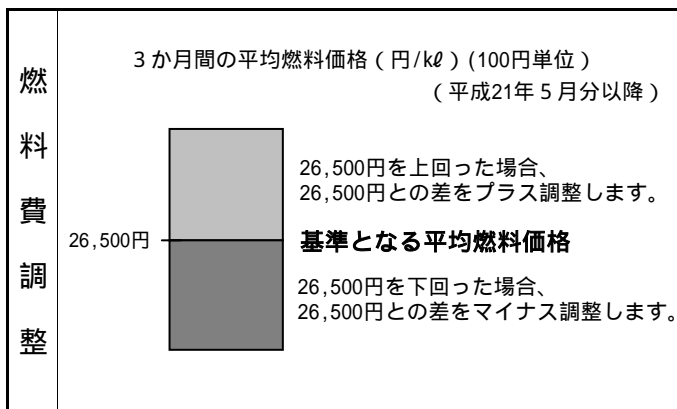 燃料費調整
3か月間の平均燃料価格（円/kℓ）(100円単位）
（平成21年5月分以降）
26,500円を上回った場合、
26,500円との差をプラス調整します。
26,500円
基準となる平均燃料価格
26,500円を下回った場合、
26,500円との差をマイナス調整します。